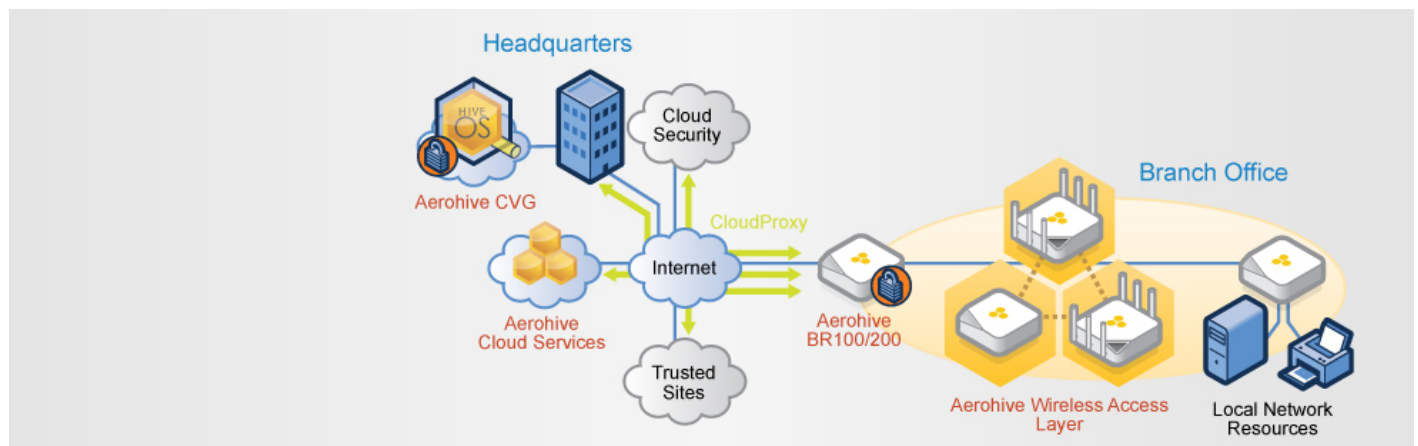 Headquarters
HIVE
OS
Cloud
Security
Aerohive CVG
CloudProxy
Branch Office
Internet
Aerohive
Cloud Services
Aerohive
BR100/200
Trusted
Sites
Aerohive Wireless Access
Layer
Local Network
Resources